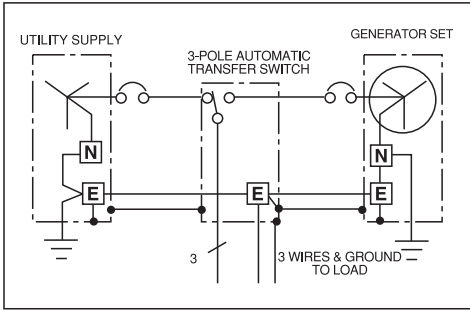 GENERATOR SET
UTILITY SUPPLY
3-POLE AUTOMATIC
TRANSFER SWITCH
N
N
E
E
E
3
3 WIRES & GROUND
TO LOAD